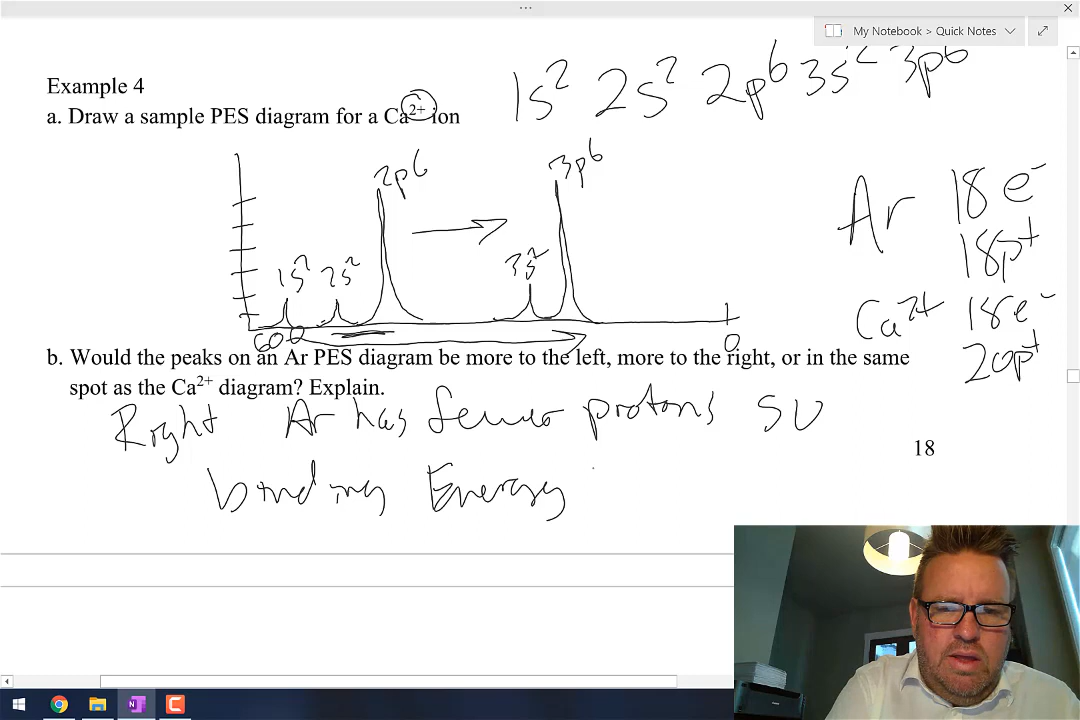 My Notebook > Quick Notes
1s² 2s² 2p⁶ 3s² 3p⁶
Example 4
a. Draw a sample PES diagram for a Ca²⁺ ion
2p⁶
3p⁶
1s² 2s²
3s²
600
0
Ar 18e⁻
18p⁺
Ca²⁺ 18e⁻
20p⁺
b. Would the peaks on an Ar PES diagram be more to the left, more to the right, or in the same
spot as the Ca²⁺ diagram? Explain.
Right Ar has fewer protons so
binding Energy
18